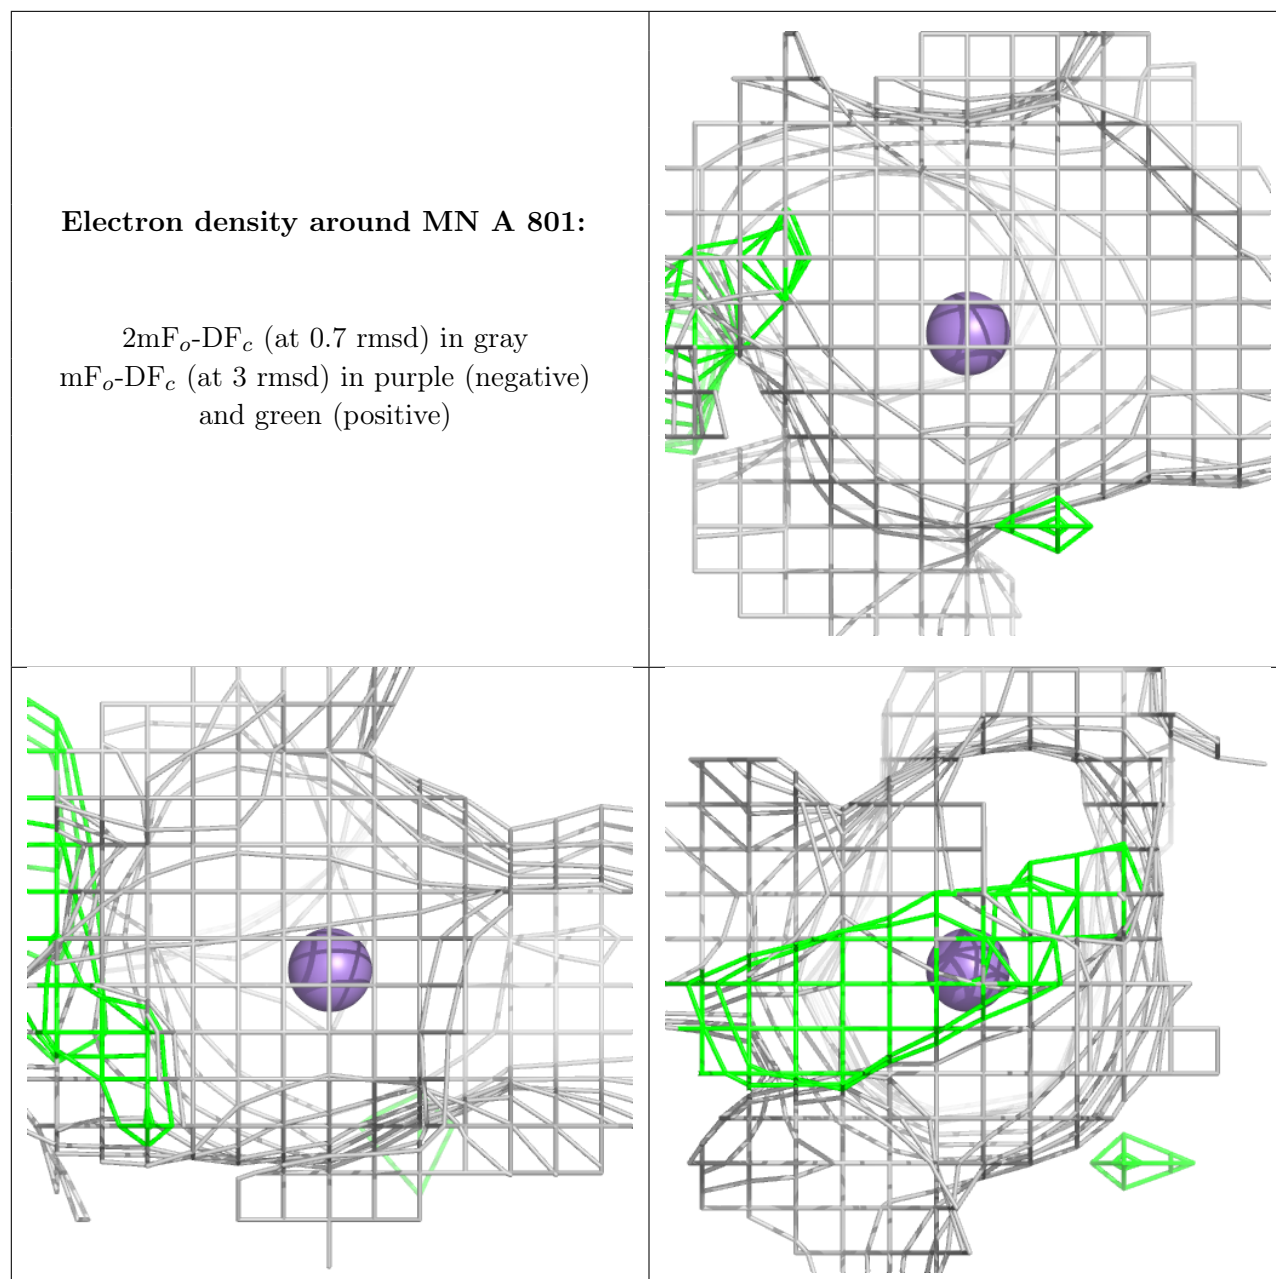 Electron density around MN A 801:
2mFo-DFc (at 0.7 rmsd) in gray
mFo-DFc (at 3 rmsd) in purple (negative)
and green (positive)